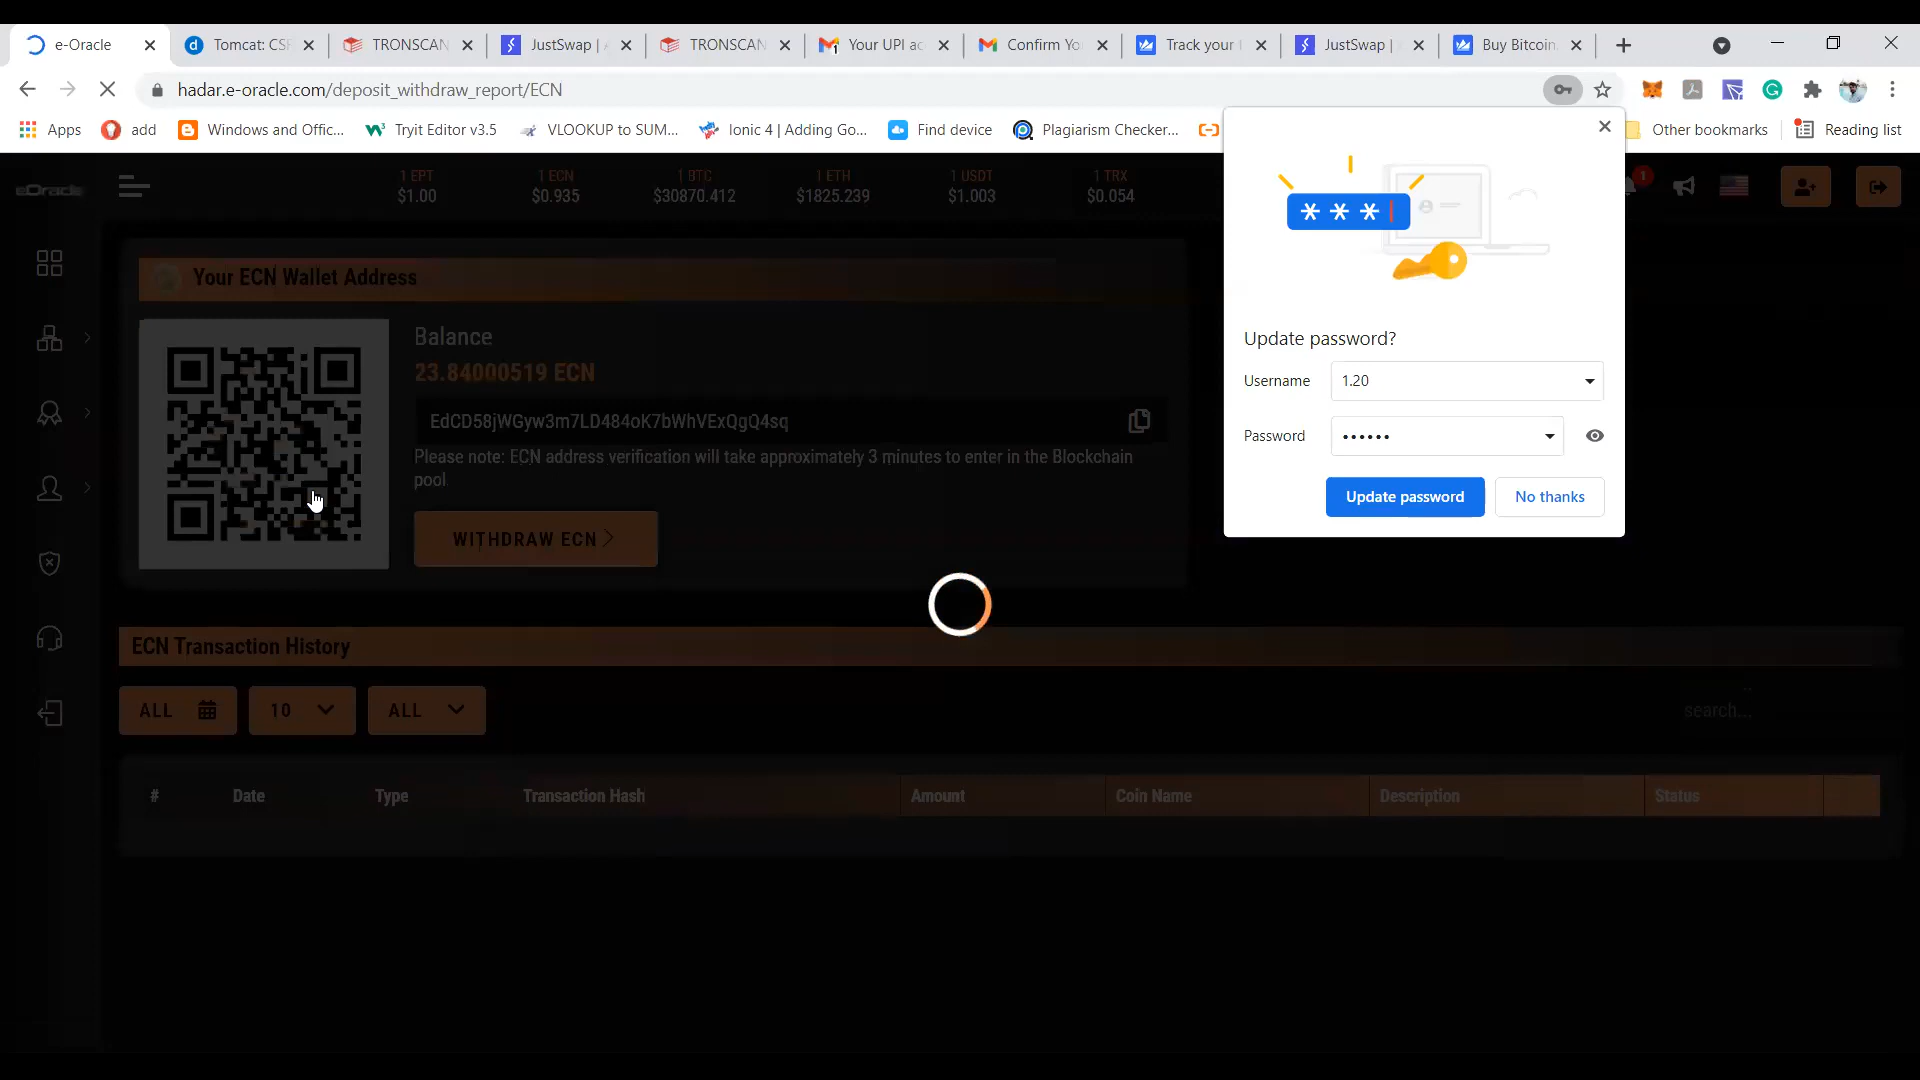 e-Oracle
Tomcat: CSF
TRONSCAN
JustSwap |
TRONSCAN
Your UPI ac
Confirm Yo
Track your
JustSwap |
Buy Bitcoin
hadar.e-oracle.com/deposit_withdraw_report/ECN
Apps
add
Windows and Offic...
Tryit Editor v3.5
VLOOKUP to SUM...
Ionic 4 | Adding Go...
Find device
Plagiarism Checker...
Other bookmarks
Reading list
eOracle
1 EPT
$1.00
1 ECN
$0.935
1 BTC
$30870.412
1 ETH
$1825.239
1 USDT
$1.003
1 TRX
$0.054
1
Your ECN Wallet Address
Balance
23.84000519 ECN
EdCD58jWGyw3m7LD484oK7bWhVExQgQ4sq
Please note: ECN address verification will take approximately 3 minutes to enter in the Blockchain
pool
WITHDRAW ECN
Update password?
Username
1.20
Password
••••••
Update password
No thanks
ECN Transaction History
ALL
10
ALL
search...
#
Date
Type
Transaction Hash
Amount
Coin Name
Description
Status